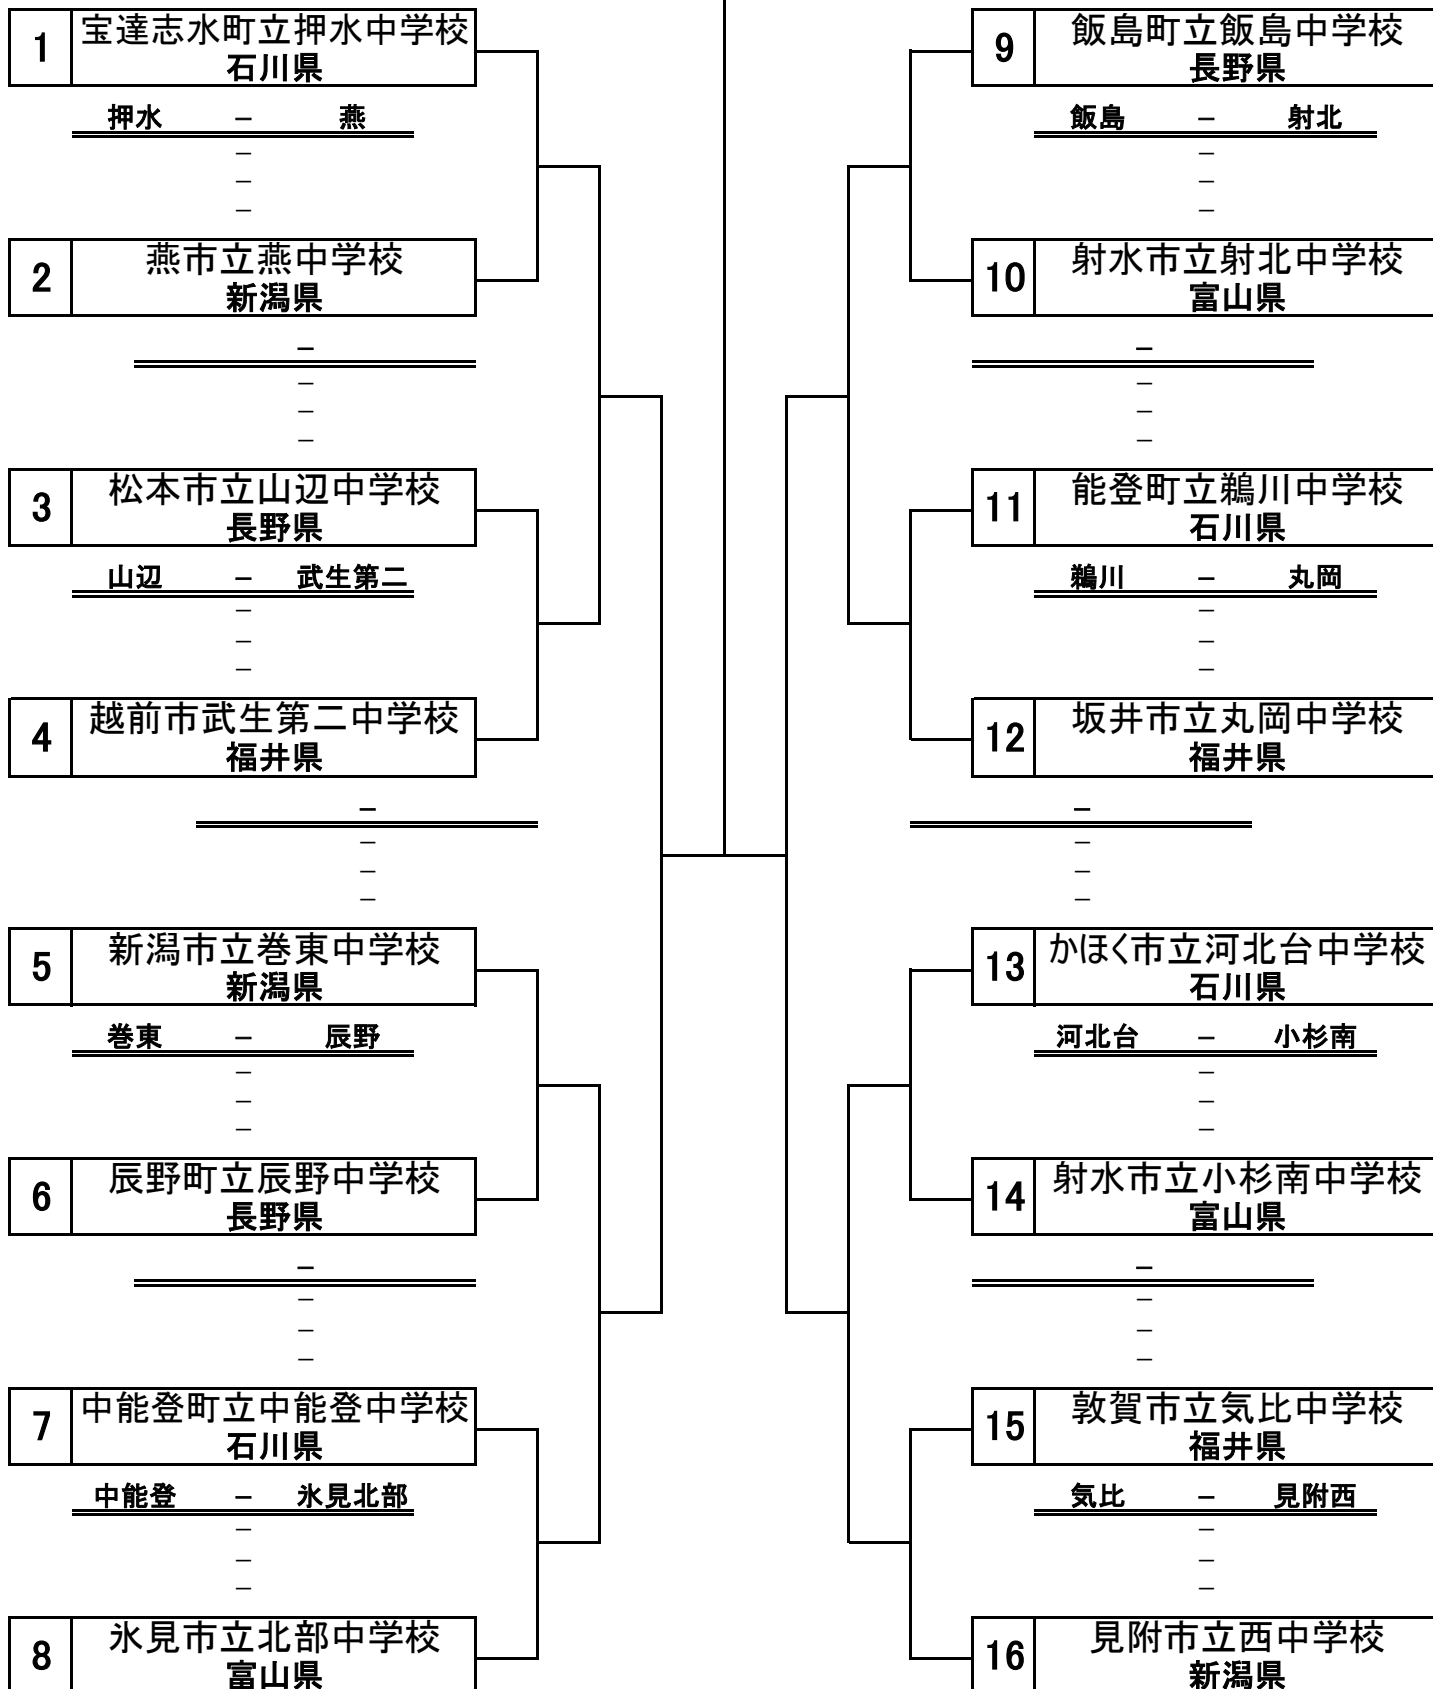 1
宝達志水町立押水中学校
石川県
押水 － 燕
－
－
－
2
燕市立燕中学校
新潟県
－
－
－
－
3
松本市立山辺中学校
長野県
山辺 － 武生第二
－
－
－
4
越前市武生第二中学校
福井県
－
－
－
－
5
新潟市立巻東中学校
新潟県
巻東 － 辰野
－
－
－
6
辰野町立辰野中学校
長野県
－
－
－
－
7
中能登町立中能登中学校
石川県
中能登 － 氷見北部
－
－
－
8
氷見市立北部中学校
富山県
9
飯島町立飯島中学校
長野県
飯島 － 射北
－
－
－
10
射水市立射北中学校
富山県
－
－
－
－
11
能登町立鵜川中学校
石川県
鵜川 － 丸岡
－
－
－
12
坂井市立丸岡中学校
福井県
－
－
－
－
13
かほく市立河北台中学校
石川県
河北台 － 小杉南
－
－
－
14
射水市立小杉南中学校
富山県
－
－
－
－
15
敦賀市立気比中学校
福井県
気比 － 見附西
－
－
－
16
見附市立西中学校
新潟県